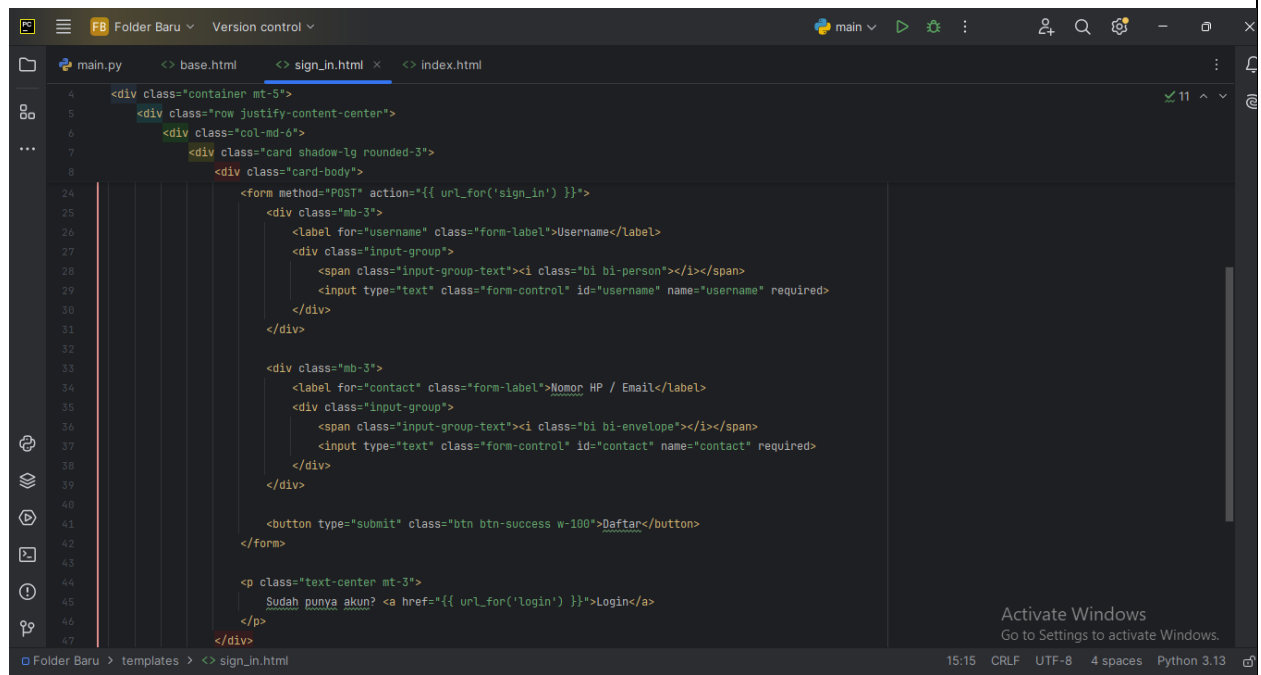 PC FB Folder Baru Version control main
main.py <> base.html <> sign_in.html × <> index.html
4 <div class="container mt-5"> 11
5 <div class="row justify-content-center">
6 <div class="col-md-6">
7 <div class="card shadow-lg rounded-3">
8 <div class="card-body">
24 <form method="POST" action="{{ url_for('sign_in') }}">
25 <div class="mb-3">
26 <label for="username" class="form-label">Username</label>
27 <div class="input-group">
28 <span class="input-group-text"><i class="bi bi-person"></i></span>
29 <input type="text" class="form-control" id="username" name="username" required>
30 </div>
31 </div>
32
33 <div class="mb-3">
34 <label for="contact" class="form-label">Nomor HP / Email</label>
35 <div class="input-group">
36 <span class="input-group-text"><i class="bi bi-envelope"></i></span>
37 <input type="text" class="form-control" id="contact" name="contact" required>
38 </div>
39 </div>
40
41 <button type="submit" class="btn btn-success w-100">Daftar</button>
42 </form>
43
44 <p class="text-center mt-3">
45 Sudah punya akun? <a href="{{ url_for('login') }}">Login</a>
46 </p>
47 </div>
Activate Windows
Go to Settings to activate Windows.
Folder Baru > templates > <> sign_in.html 15:15 CRLF UTF-8 4 spaces Python 3.13